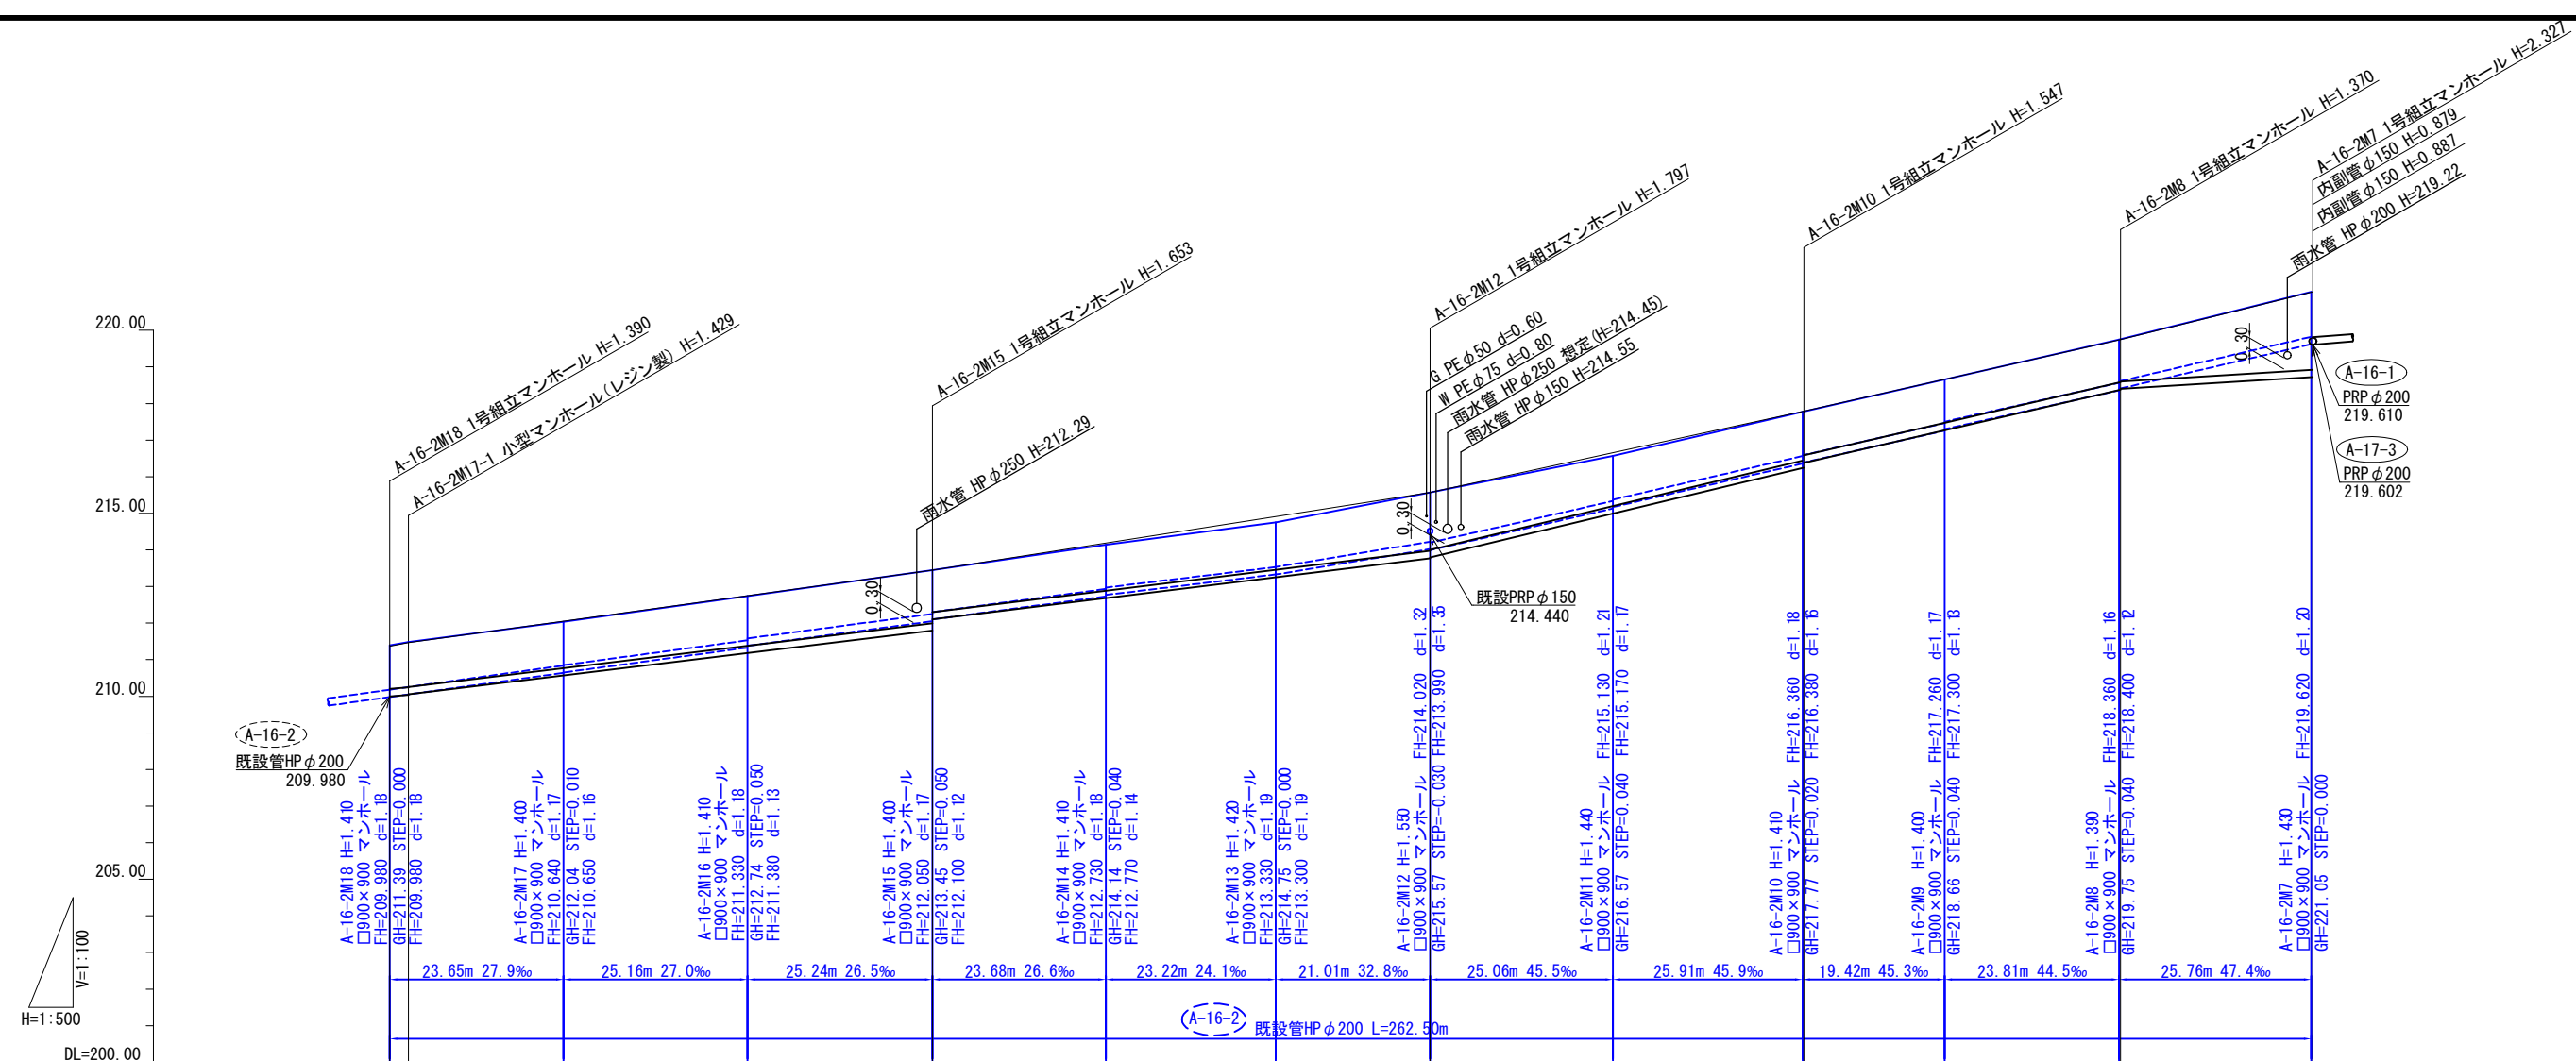 A-16-2M18 1号組立マンホール H=1.390
A-16-2M17-1 小型マンホール(レジン製) H=1.429
雨水管 HPφ250 H=212.29
A-16-2M15 1号組立マンホール H=1.653
A-16-2M12 1号組立マンホール H=1.797
G PEφ50 d=0.60
W PEφ75 d=0.80
雨水管 HPφ250 想定(H=214.45)
雨水管 HPφ150 H=214.55
A-16-2M10 1号組立マンホール H=1.547
A-16-2M8 1号組立マンホール H=1.370
A-16-2M7 1号組立マンホール H=2.327
内副管φ150 H=0.879
内副管φ150 H=0.887
雨水管 HPφ200 H=219.22
220.00
215.00
210.00
205.00
DL=200.00
V=1:100
H=1:500
0.30
0.30
0.30
A-16-1
PRPφ200
219.610
A-17-3
PRPφ200
219.602
既設PRPφ150
214.440
A-16-2
既設管HPφ200
209.980
A-16-2M18 H=1.410
□900×900 マンホール
FH=209.980 d=1.18
GH=211.39 STEP=0.000
FH=209.980 d=1.18
A-16-2M17 H=1.400
□900×900 マンホール
FH=210.640 d=1.17
GH=212.04 STEP=0.010
FH=210.650 d=1.16
A-16-2M16 H=1.410
□900×900 マンホール
FH=211.330 d=1.18
GH=212.74 STEP=0.050
FH=211.380 d=1.13
A-16-2M15 H=1.400
□900×900 マンホール
FH=212.050 d=1.17
GH=213.45 STEP=0.050
FH=212.100 d=1.12
A-16-2M14 H=1.410
□900×900 マンホール
FH=212.730 d=1.18
GH=214.14 STEP=0.040
FH=212.770 d=1.14
A-16-2M13 H=1.420
□900×900 マンホール
FH=213.330 d=1.19
GH=214.75 STEP=0.000
FH=213.300 d=1.19
A-16-2M12 H=1.550
□900×900 マンホール FH=214.020 d=1.32
GH=215.57 STEP=-0.030 FH=213.990 d=1.35
A-16-2M11 H=1.440
□900×900 マンホール FH=215.130 d=1.21
GH=216.57 STEP=0.040 FH=215.170 d=1.17
A-16-2M10 H=1.410
□900×900 マンホール FH=216.360 d=1.18
GH=217.77 STEP=0.020 FH=216.380 d=1.16
A-16-2M9 H=1.400
□900×900 マンホール FH=217.260 d=1.17
GH=218.66 STEP=0.040 FH=217.300 d=1.13
A-16-2M8 H=1.390
□900×900 マンホール FH=218.360 d=1.16
GH=219.75 STEP=0.040 FH=218.400 d=1.12
A-16-2M7 H=1.430
□900×900 マンホール FH=219.620 d=1.20
GH=221.05 STEP=0.000
23.65m 27.9‰
25.16m 27.0‰
25.24m 26.5‰
23.68m 26.6‰
23.22m 24.1‰
21.01m 32.8‰
25.06m 45.5‰
25.91m 45.9‰
19.42m 45.3‰
23.81m 44.5‰
25.76m 47.4‰
A-16-2
既設管HPφ200 L=262.50m